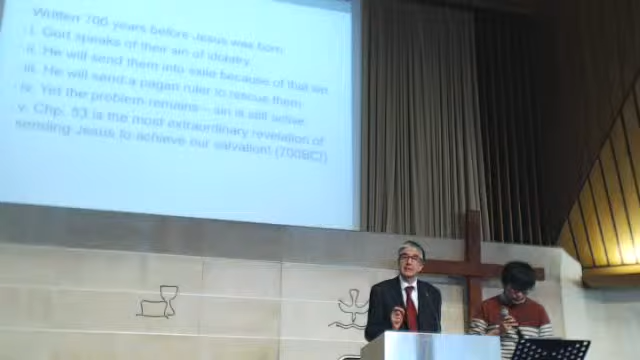 Written 700 years before Jesus was born
i. God speaks of their sin of idolatry
ii. He will send them into exile because of that sin
iii. He will send a pagan ruler to rescue them
iv. Yet the problem remains – sin is still active
v. Chp. 53 is the most extraordinary revelation of
sending Jesus to achieve our salvation! (700BC!)